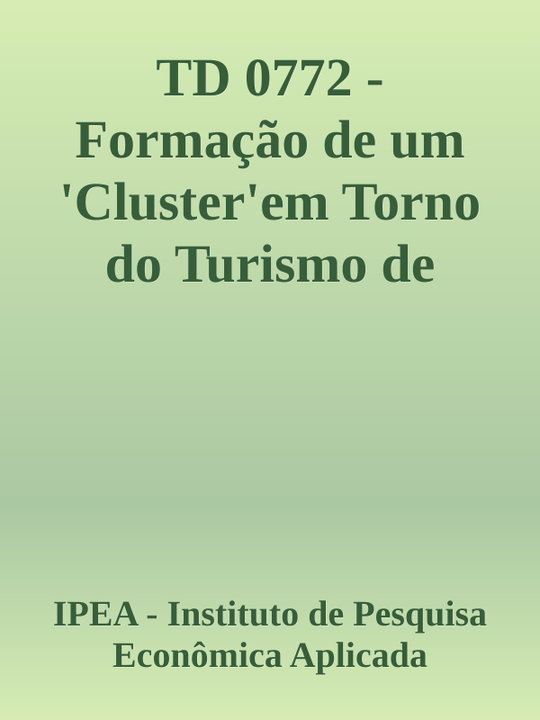 TD 0772 -
Formação de um
'Cluster'em Torno
do Turismo de
IPEA - Instituto de Pesquisa
Econômica Aplicada